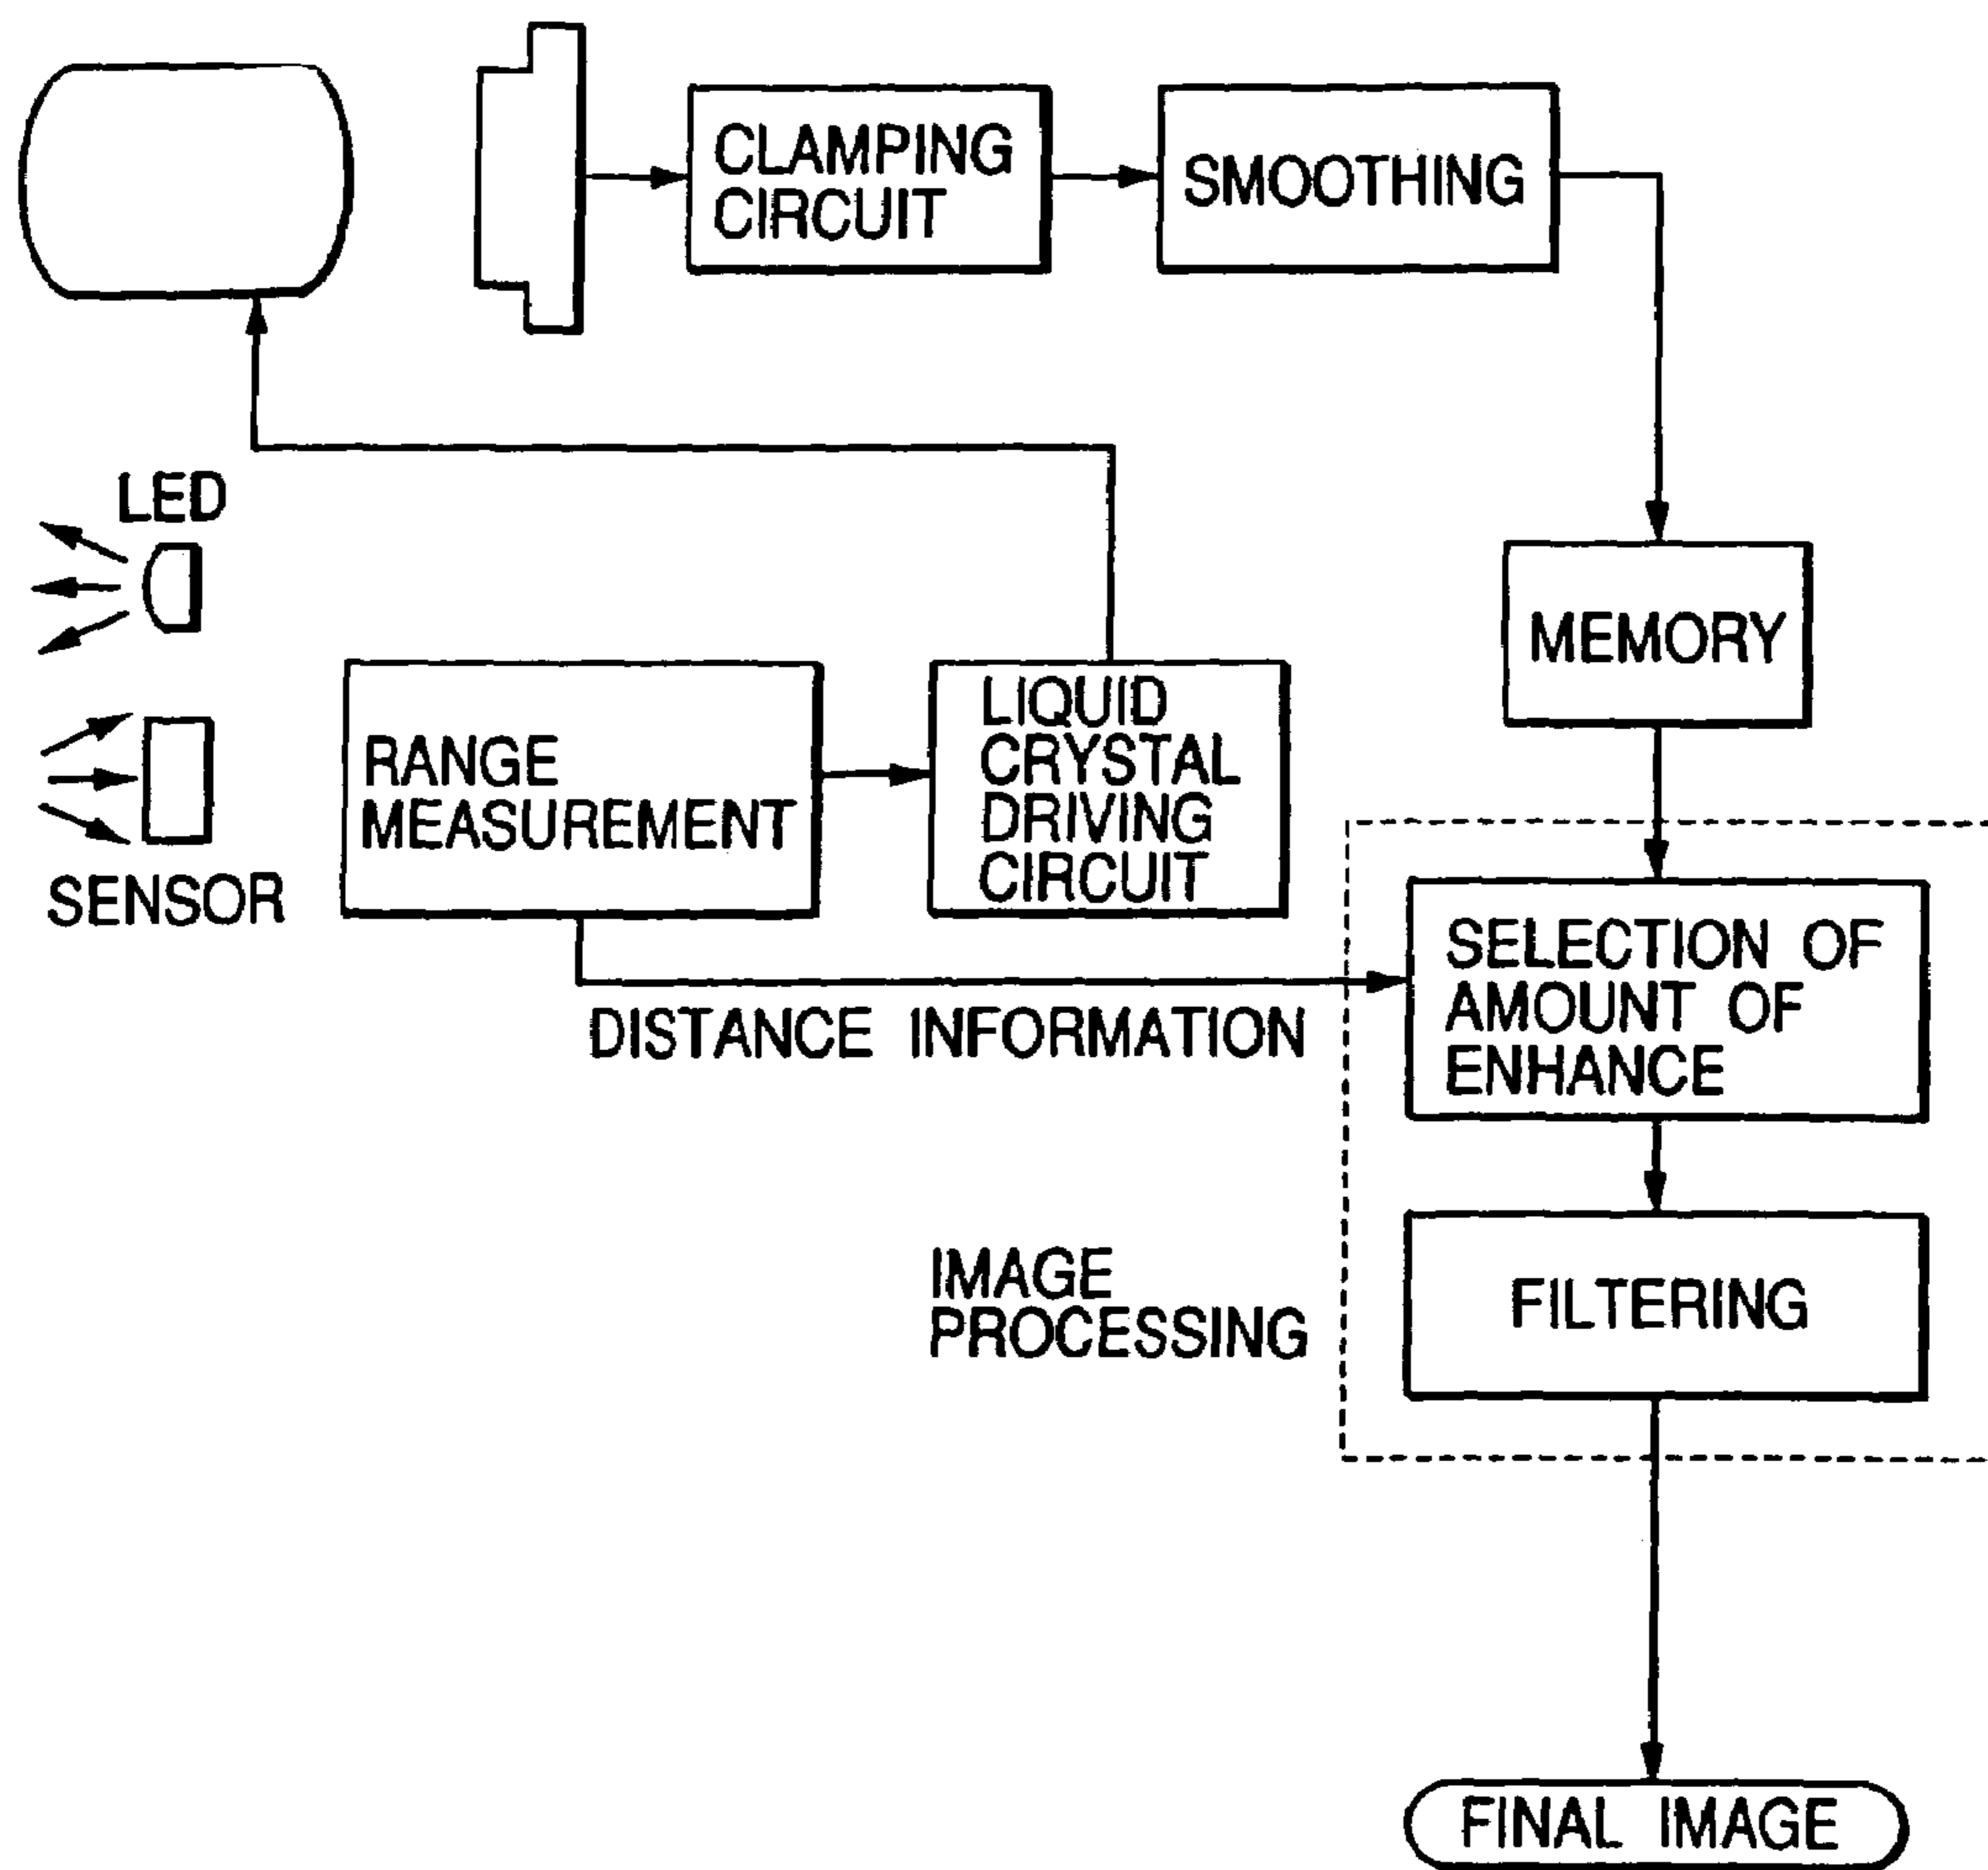 CLAMPING
CIRCUIT
SMOOTHING
LED
MEMORY
RANGE
MEASUREMENT
LIQUID
CRYSTAL
DRIVING
CIRCUIT
SENSOR
SELECTION OF
AMOUNT OF
ENHANCE
DISTANCE INFORMATION
IMAGE
PROCESSING
FILTERING
FINAL IMAGE